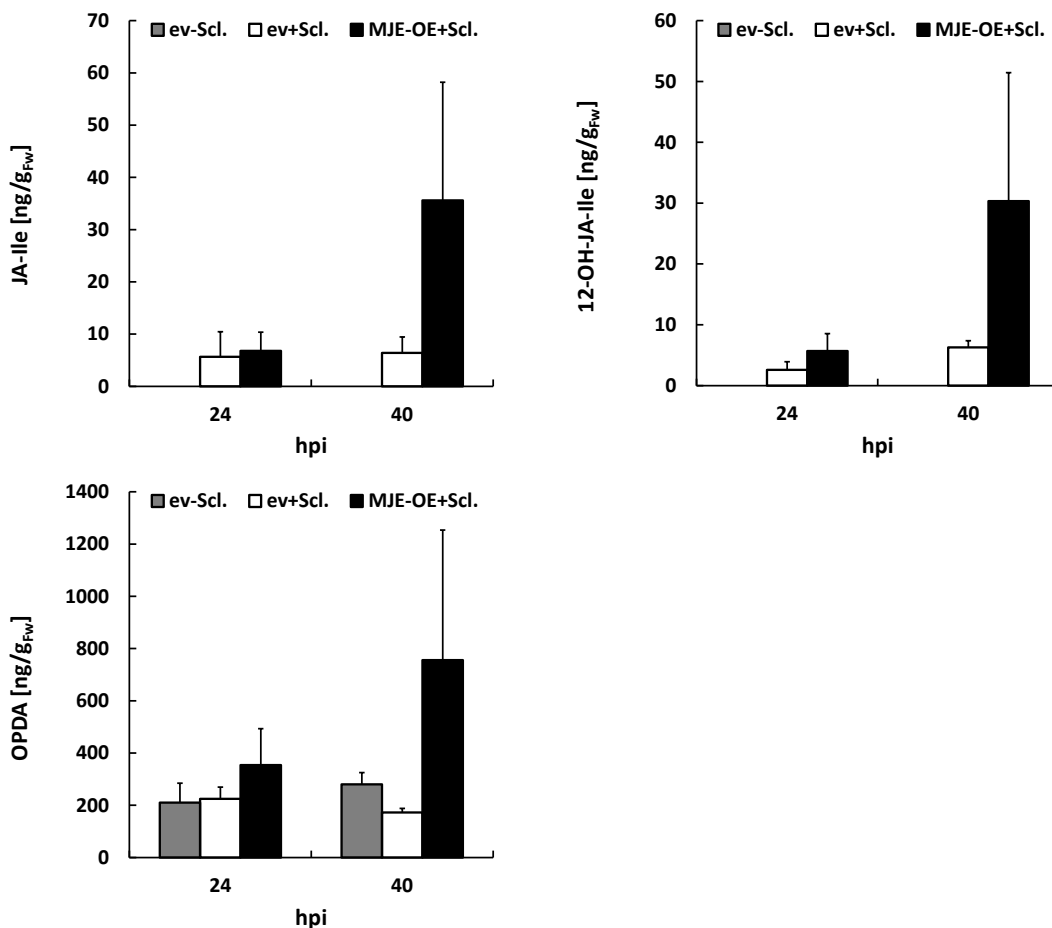 ev-Scl. ev+Scl. MJE-OE+Scl.
JA-Ile [ng/gFw]
70
60
50
40
30
20
10
0
24 40
hpi
ev-Scl. ev+Scl. MJE-OE+Scl.
12-OH-JA-Ile [ng/gFw]
60
50
40
30
20
10
0
24 40
hpi
ev-Scl. ev+Scl. MJE-OE+Scl.
OPDA [ng/gFw]
1400
1200
1000
800
600
400
200
0
24 40
hpi